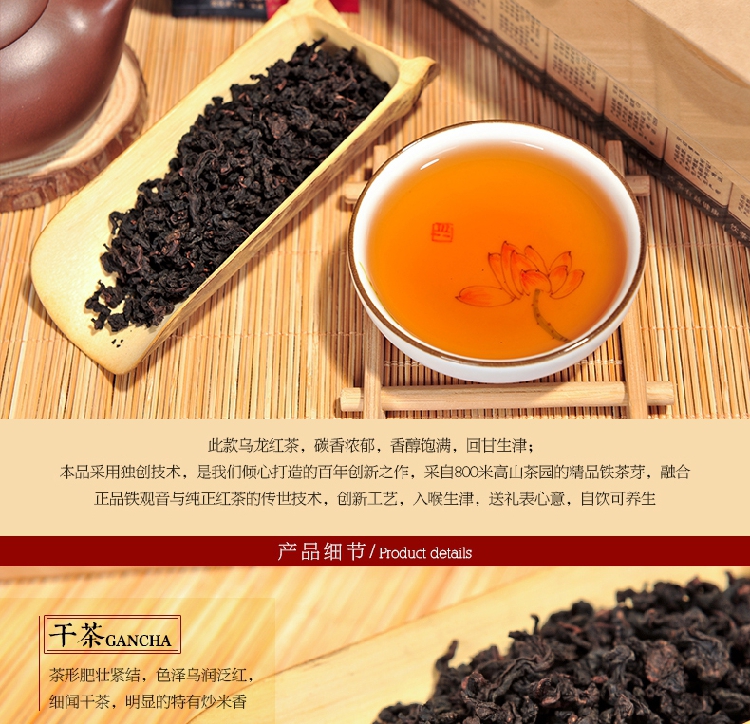 此款乌龙红茶，碳香浓郁，香醇饱满，回甘生津；
本品采用独创技术，是我们倾心打造的百年创新之作，采自800米高山茶园的精品铁茶芽，融合
正品铁观音与纯正红茶的传世技术，创新工艺，入喉生津，送礼表心意，自饮可养生
产品细节/Product details
干茶GANCHA
茶形肥壮紧结，色泽乌润泛红，
细闻干茶，明显的特有炒米香